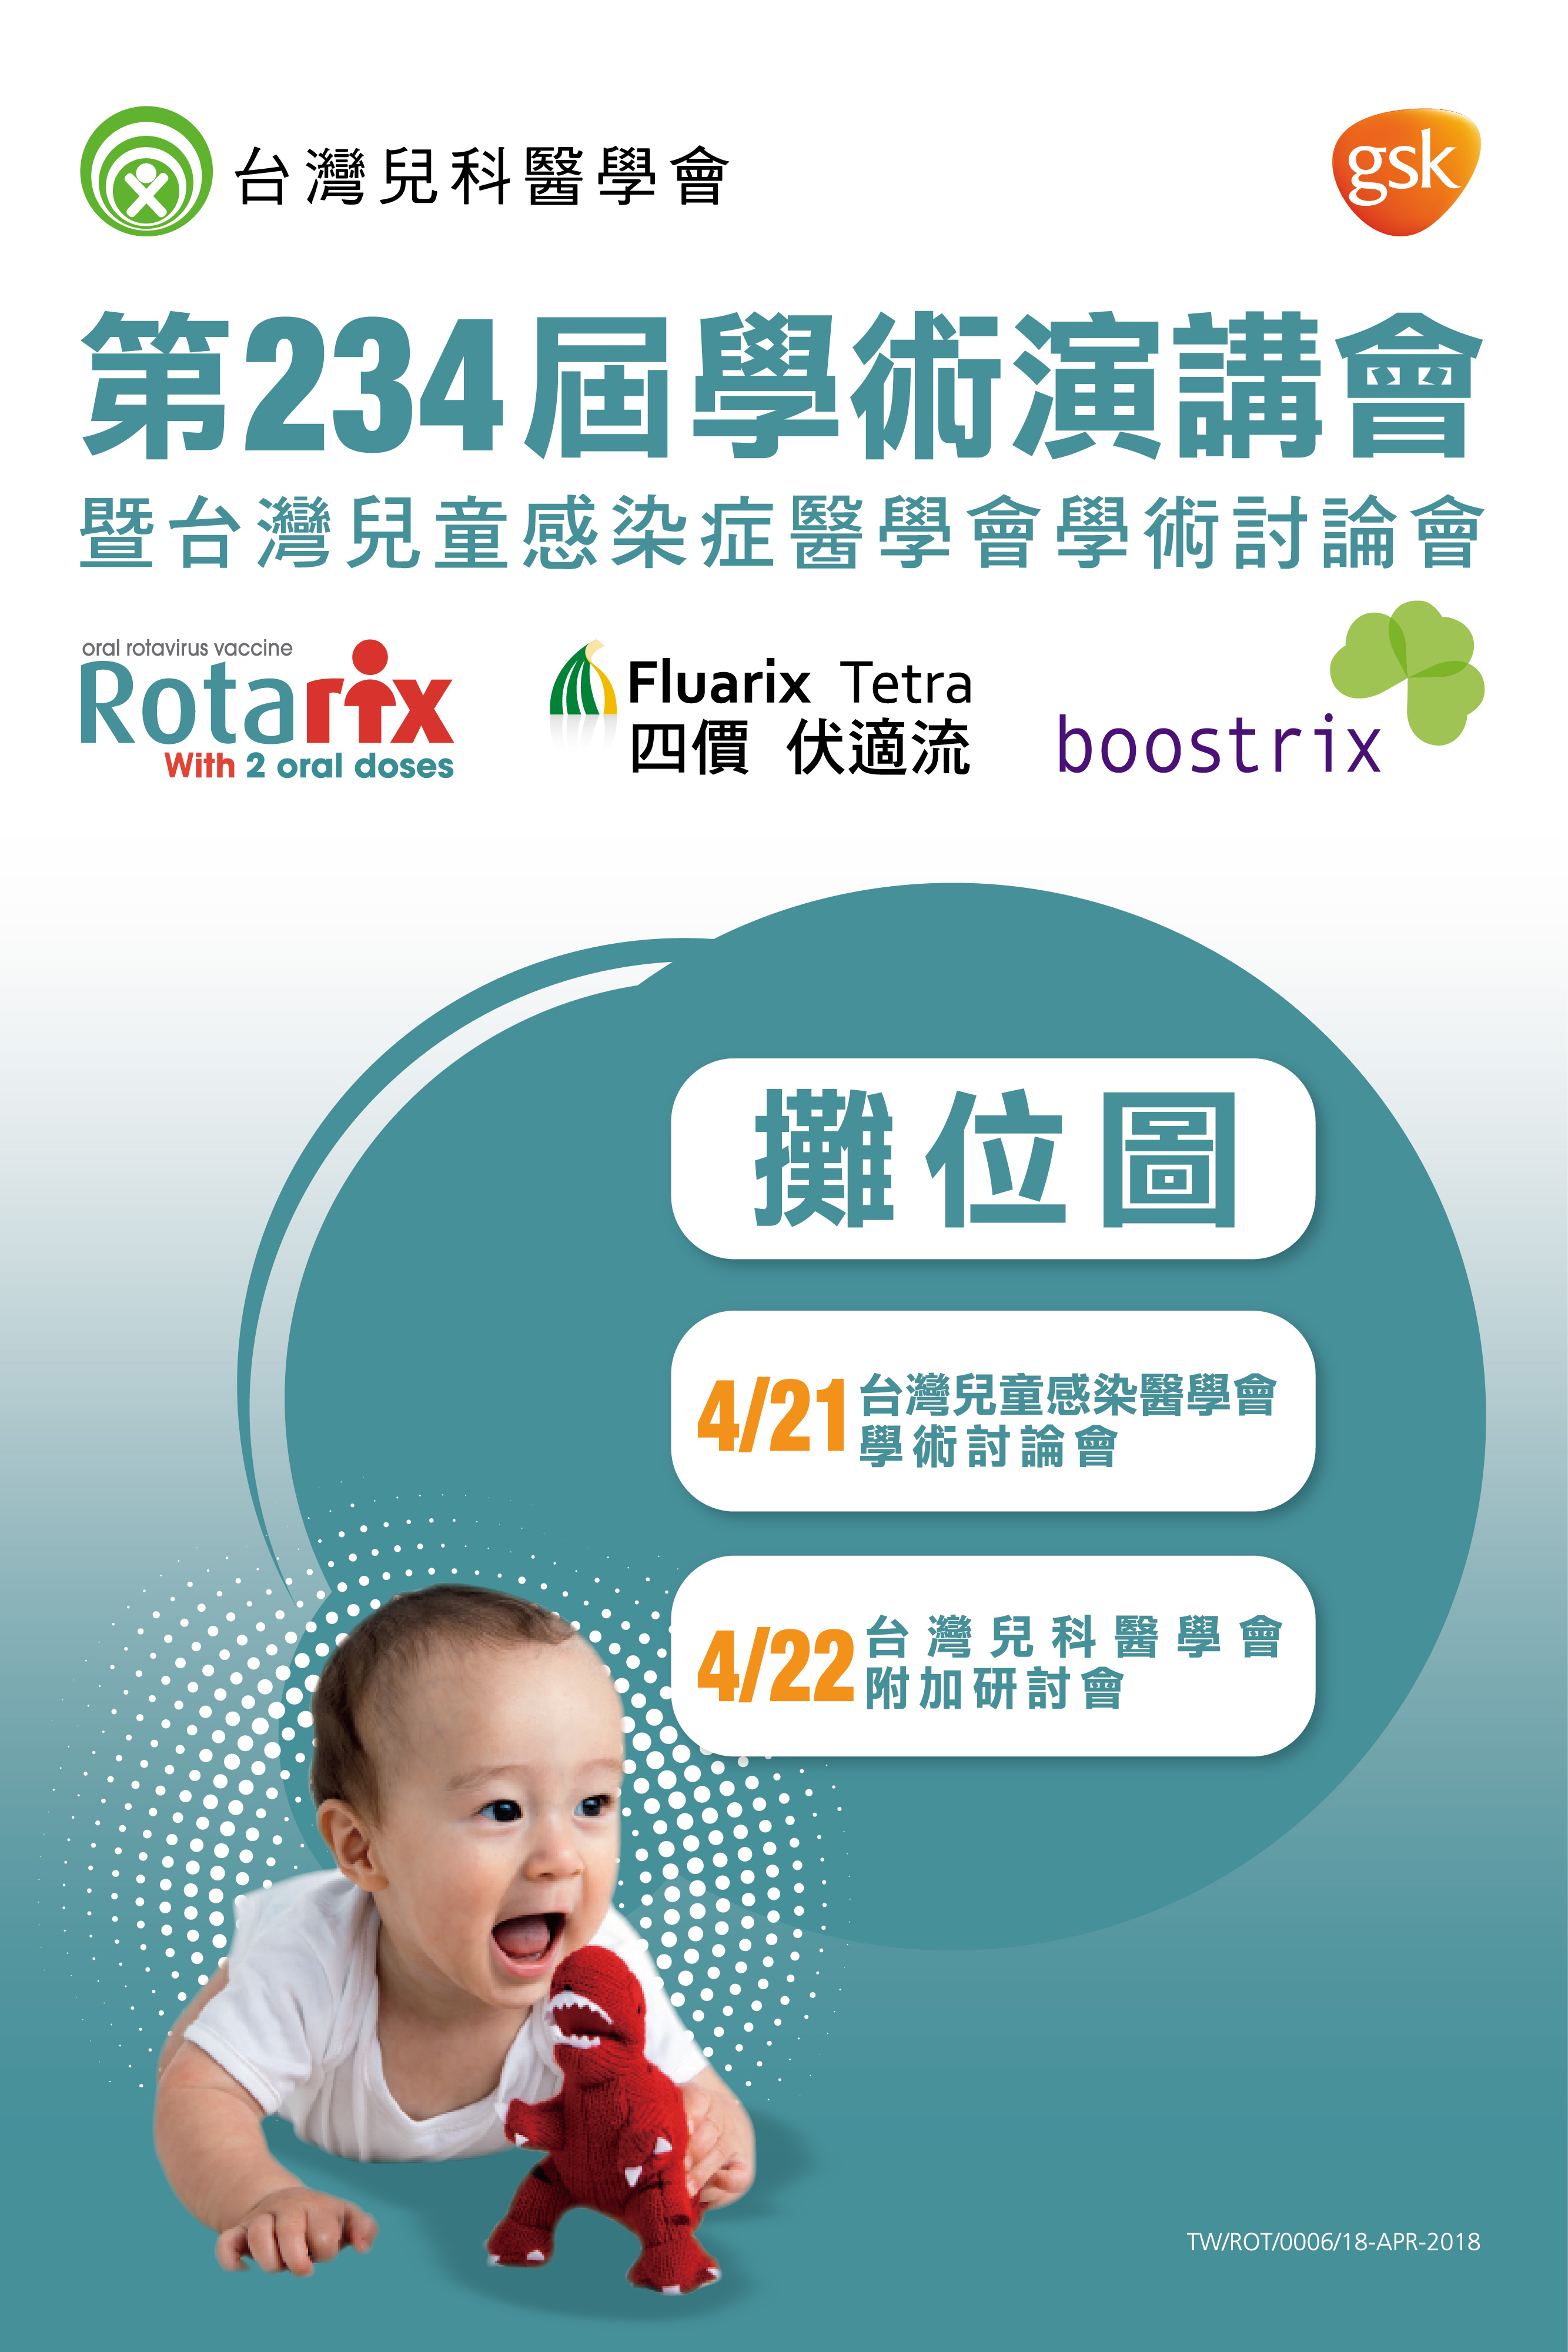 台灣兒科醫學會
gsk
第234屆學術演講會
暨台灣兒童感染症醫學會學術討論會
oral rotavirus vaccine
Rotarix
With 2 oral doses
Fluarix Tetra
四價 伏適流
boostrix
攤位圖
4/21 台灣兒童感染醫學會
學術討論會
4/22 台灣兒科醫學會
附加研討會
TW/ROT/0006/18-APR-2018